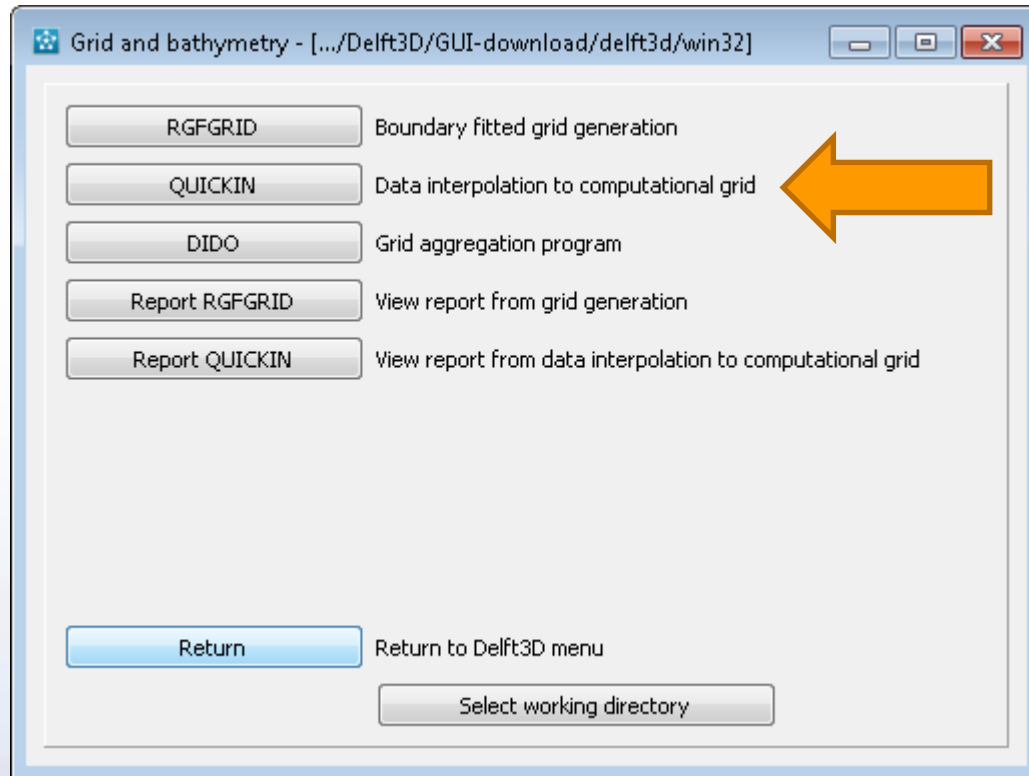 Grid and bathymetry - [.../Delft3D/GUI-download/delft3d/win32]
RGFGRID Boundary fitted grid generation
QUICKIN Data interpolation to computational grid
DIDO Grid aggregation program
Report RGFGRID View report from grid generation
Report QUICKIN View report from data interpolation to computational grid
Return Return to Delft3D menu
Select working directory